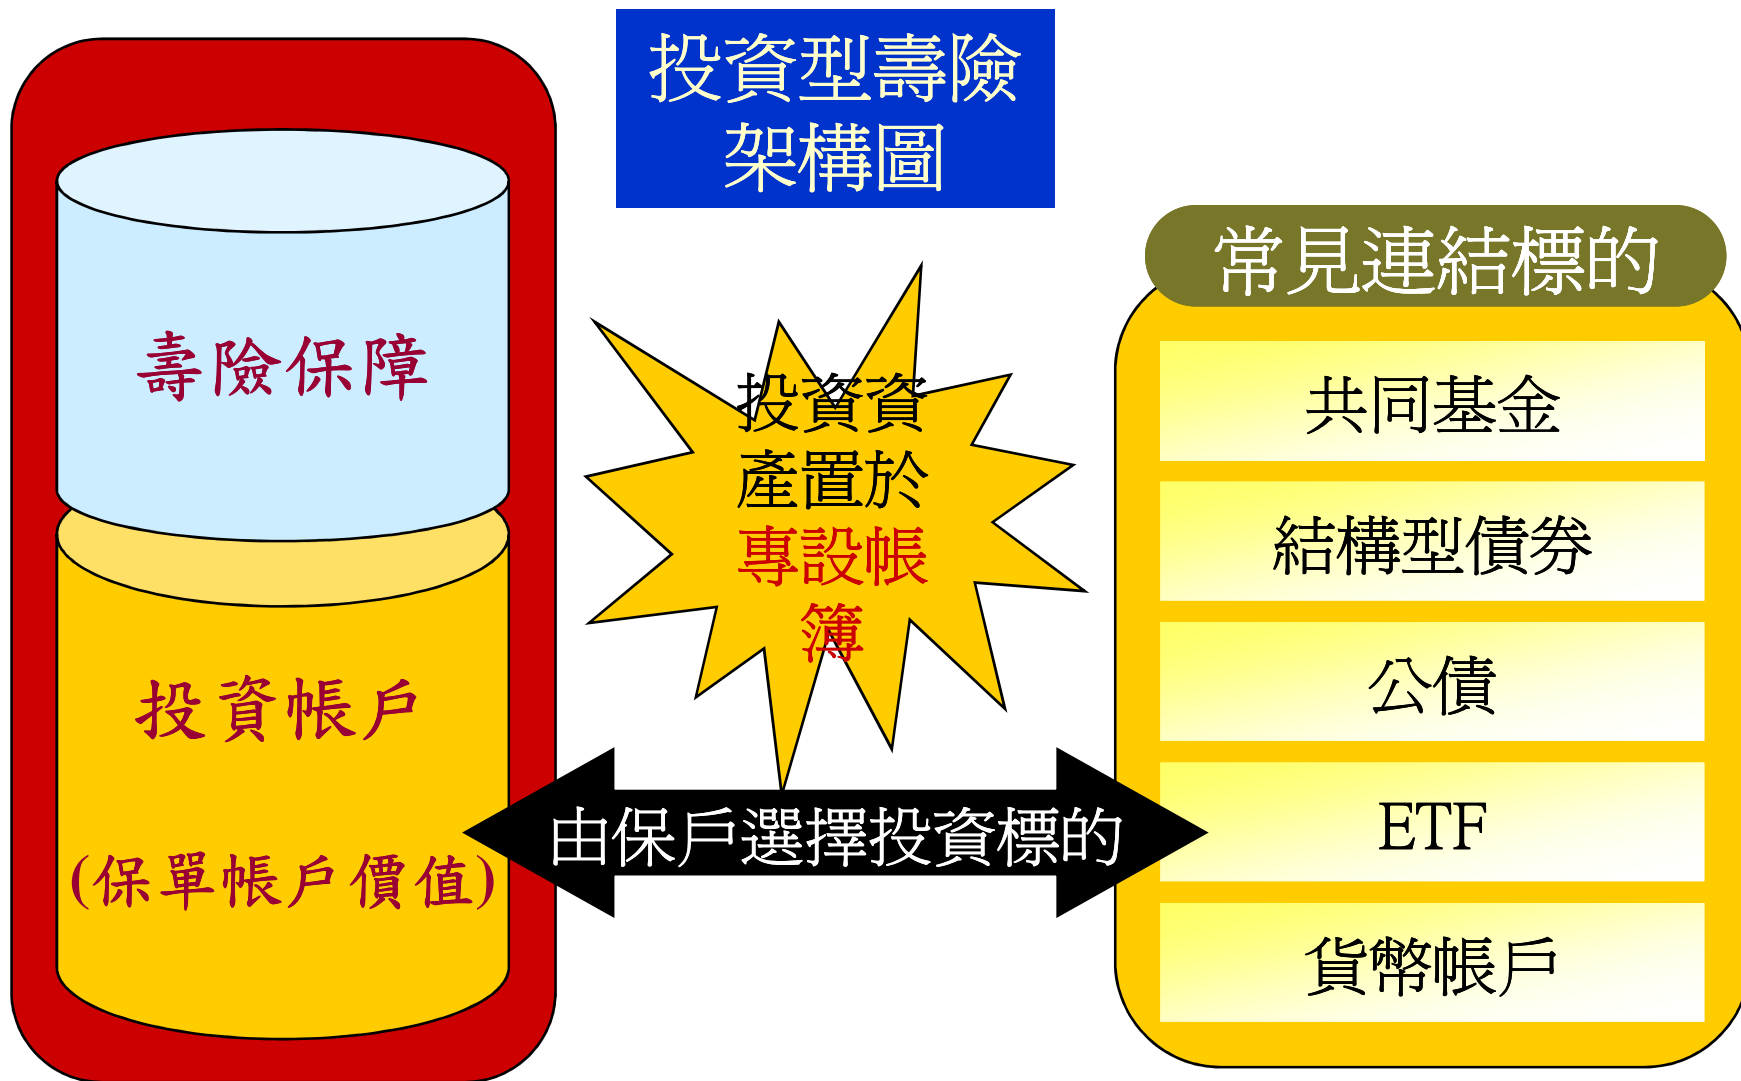 投資型壽險
架構圖
壽險保障
投資帳戶
(保單帳戶價值)
投資資
產置於
專設帳
簿
由保戶選擇投資標的
常見連結標的
共同基金
結構型債券
公債
ETF
貨幣帳戶